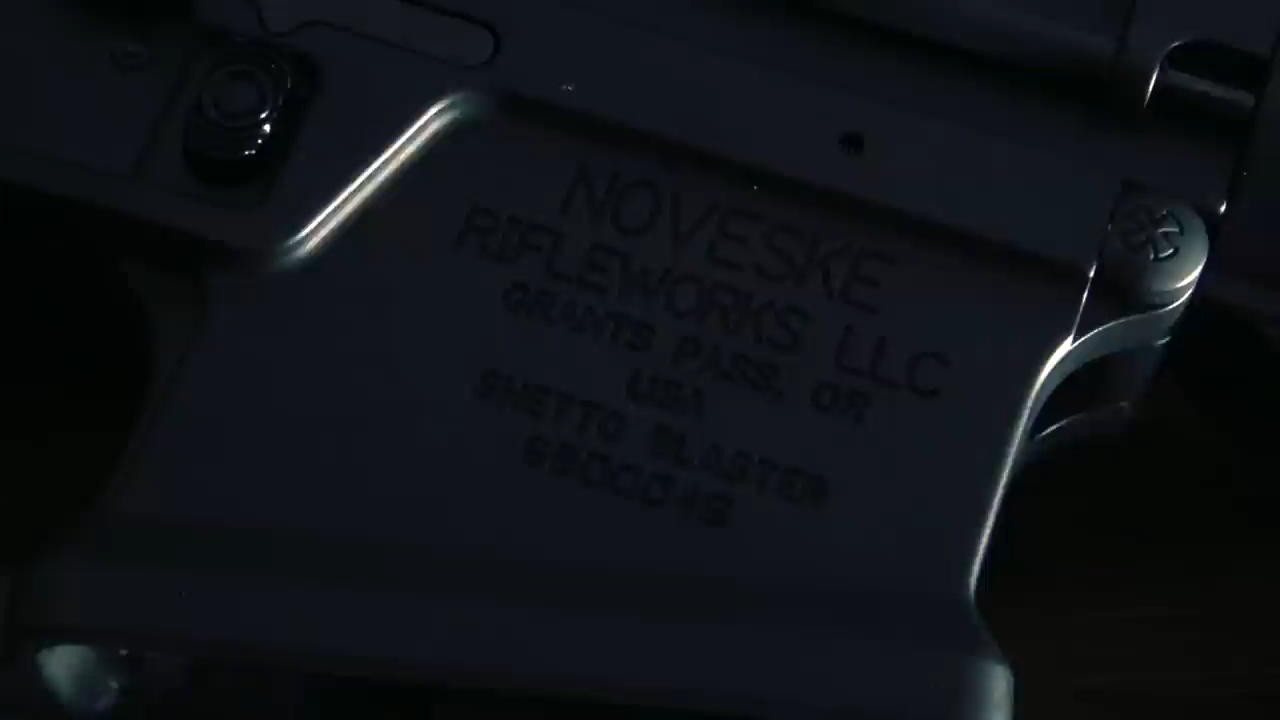 NOVESKE
RIFLEWORKS LLC
GRANTS PASS, OR
USA
GHETTO BLASTER